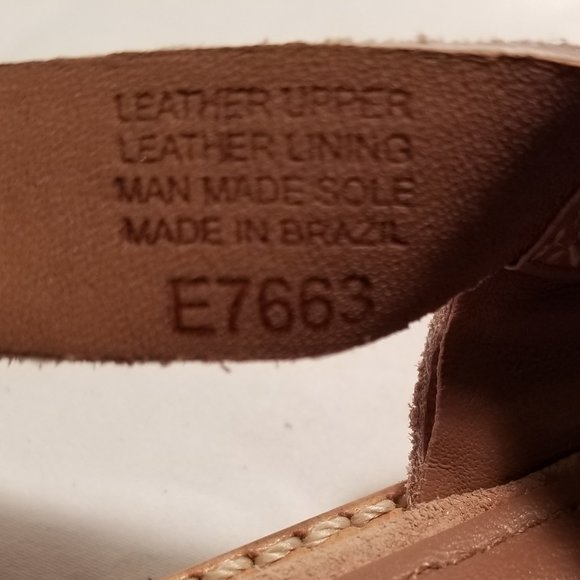 LEATHER UPPER
LEATHER LINING
MAN MADE SOLE
MADE IN BRAZIL
E7663